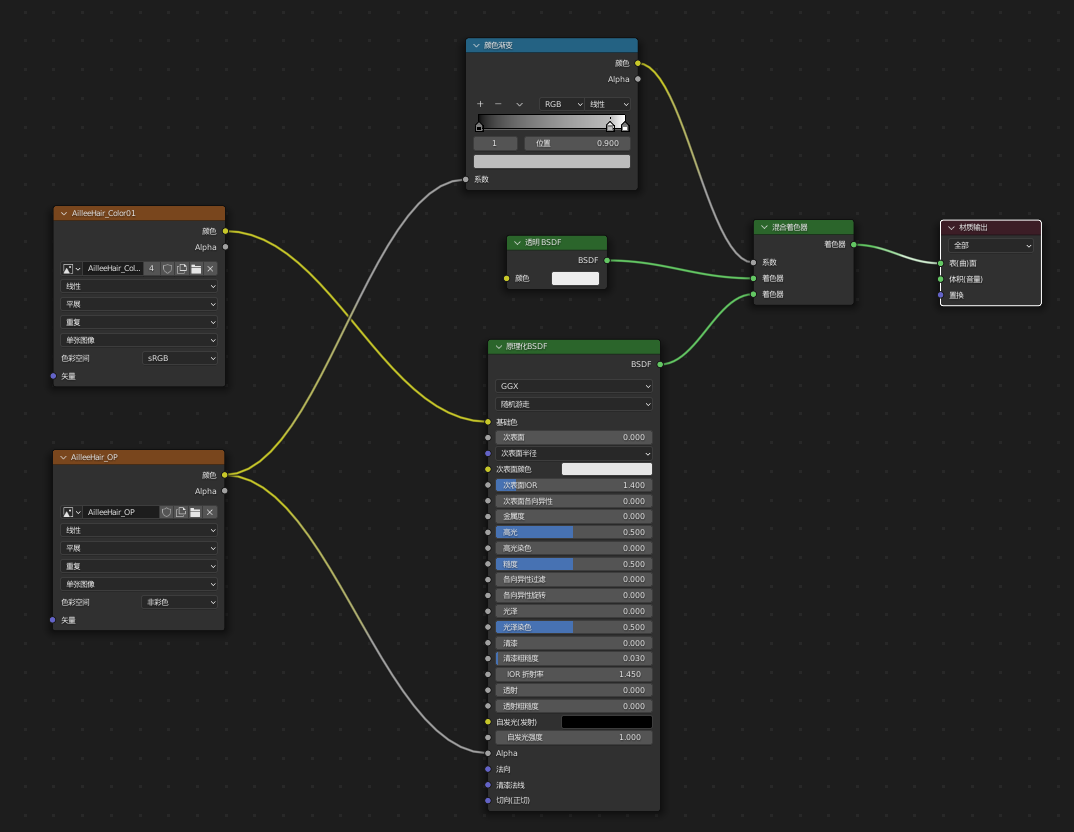 颜色渐变
颜色
Alpha
RGB 线性
1 位置 0.900
系数
AilleeHair_Color01
颜色
Alpha
AilleeHair_Col... 4
线性
平展
重复
单张图像
色彩空间 sRGB
矢量
透明 BSDF
BSDF
颜色
混合着色器
着色器
系数
着色器
着色器
材质输出
全部
表(曲)面
体积(音量)
置换
AilleeHair_OP
颜色
Alpha
AilleeHair_OP
线性
平展
重复
单张图像
色彩空间 非彩色
矢量
原理化BSDF
BSDF
GGX
随机游走
基础色
次表面 0.000
次表面半径
次表面颜色
次表面IOR 1.400
次表面各向异性 0.000
金属度 0.000
高光 0.500
高光染色 0.000
糙度 0.500
各向异性过滤 0.000
各向异性旋转 0.000
光泽 0.000
光泽染色 0.500
清漆 0.000
清漆粗糙度 0.030
IOR 折射率 1.450
透射 0.000
透射粗糙度 0.000
自发光(发射)
自发光强度 1.000
Alpha
法向
清漆法线
切向(正切)